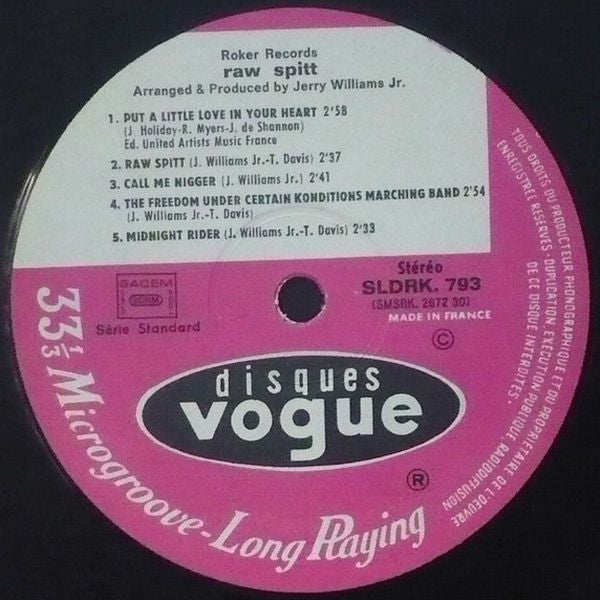 Roker Records
raw spitt
Arranged & Produced by Jerry Williams Jr.
1. PUT A LITTLE LOVE IN YOUR HEART 2'58
(J. Holiday-R. Myers-J. de Shannon)
Ed. United Artists Music France
2. RAW SPITT (J. Williams Jr.-T. Davis) 2'37
3. CALL ME NIGGER (J. Williams Jr.) 2'41
4. THE FREEDOM UNDER CERTAIN KONDITIONS MARCHING BAND 2'54
(J. Williams Jr.-T. Davis)
5. MIDNIGHT RIDER (J. Williams Jr.-T. Davis) 2'33
SACEM
Série Standard
Stéréo
SLDRK. 793
(SMSRK. 2672 30)
MADE IN FRANCE
©
disques
vogue
®
33 1/3 Microgroove-Long Playing
TOUS DROITS DU PRODUCTEUR PHONOGRAPHIQUE ET DU PROPRIETAIRE DE L'OEUVRE
ENREGISTREE RESERVES · DUPLICATION EXECUTION PUBLIQUE RADIODIFFUSION
DE CE DISQUE INTERDITES ·